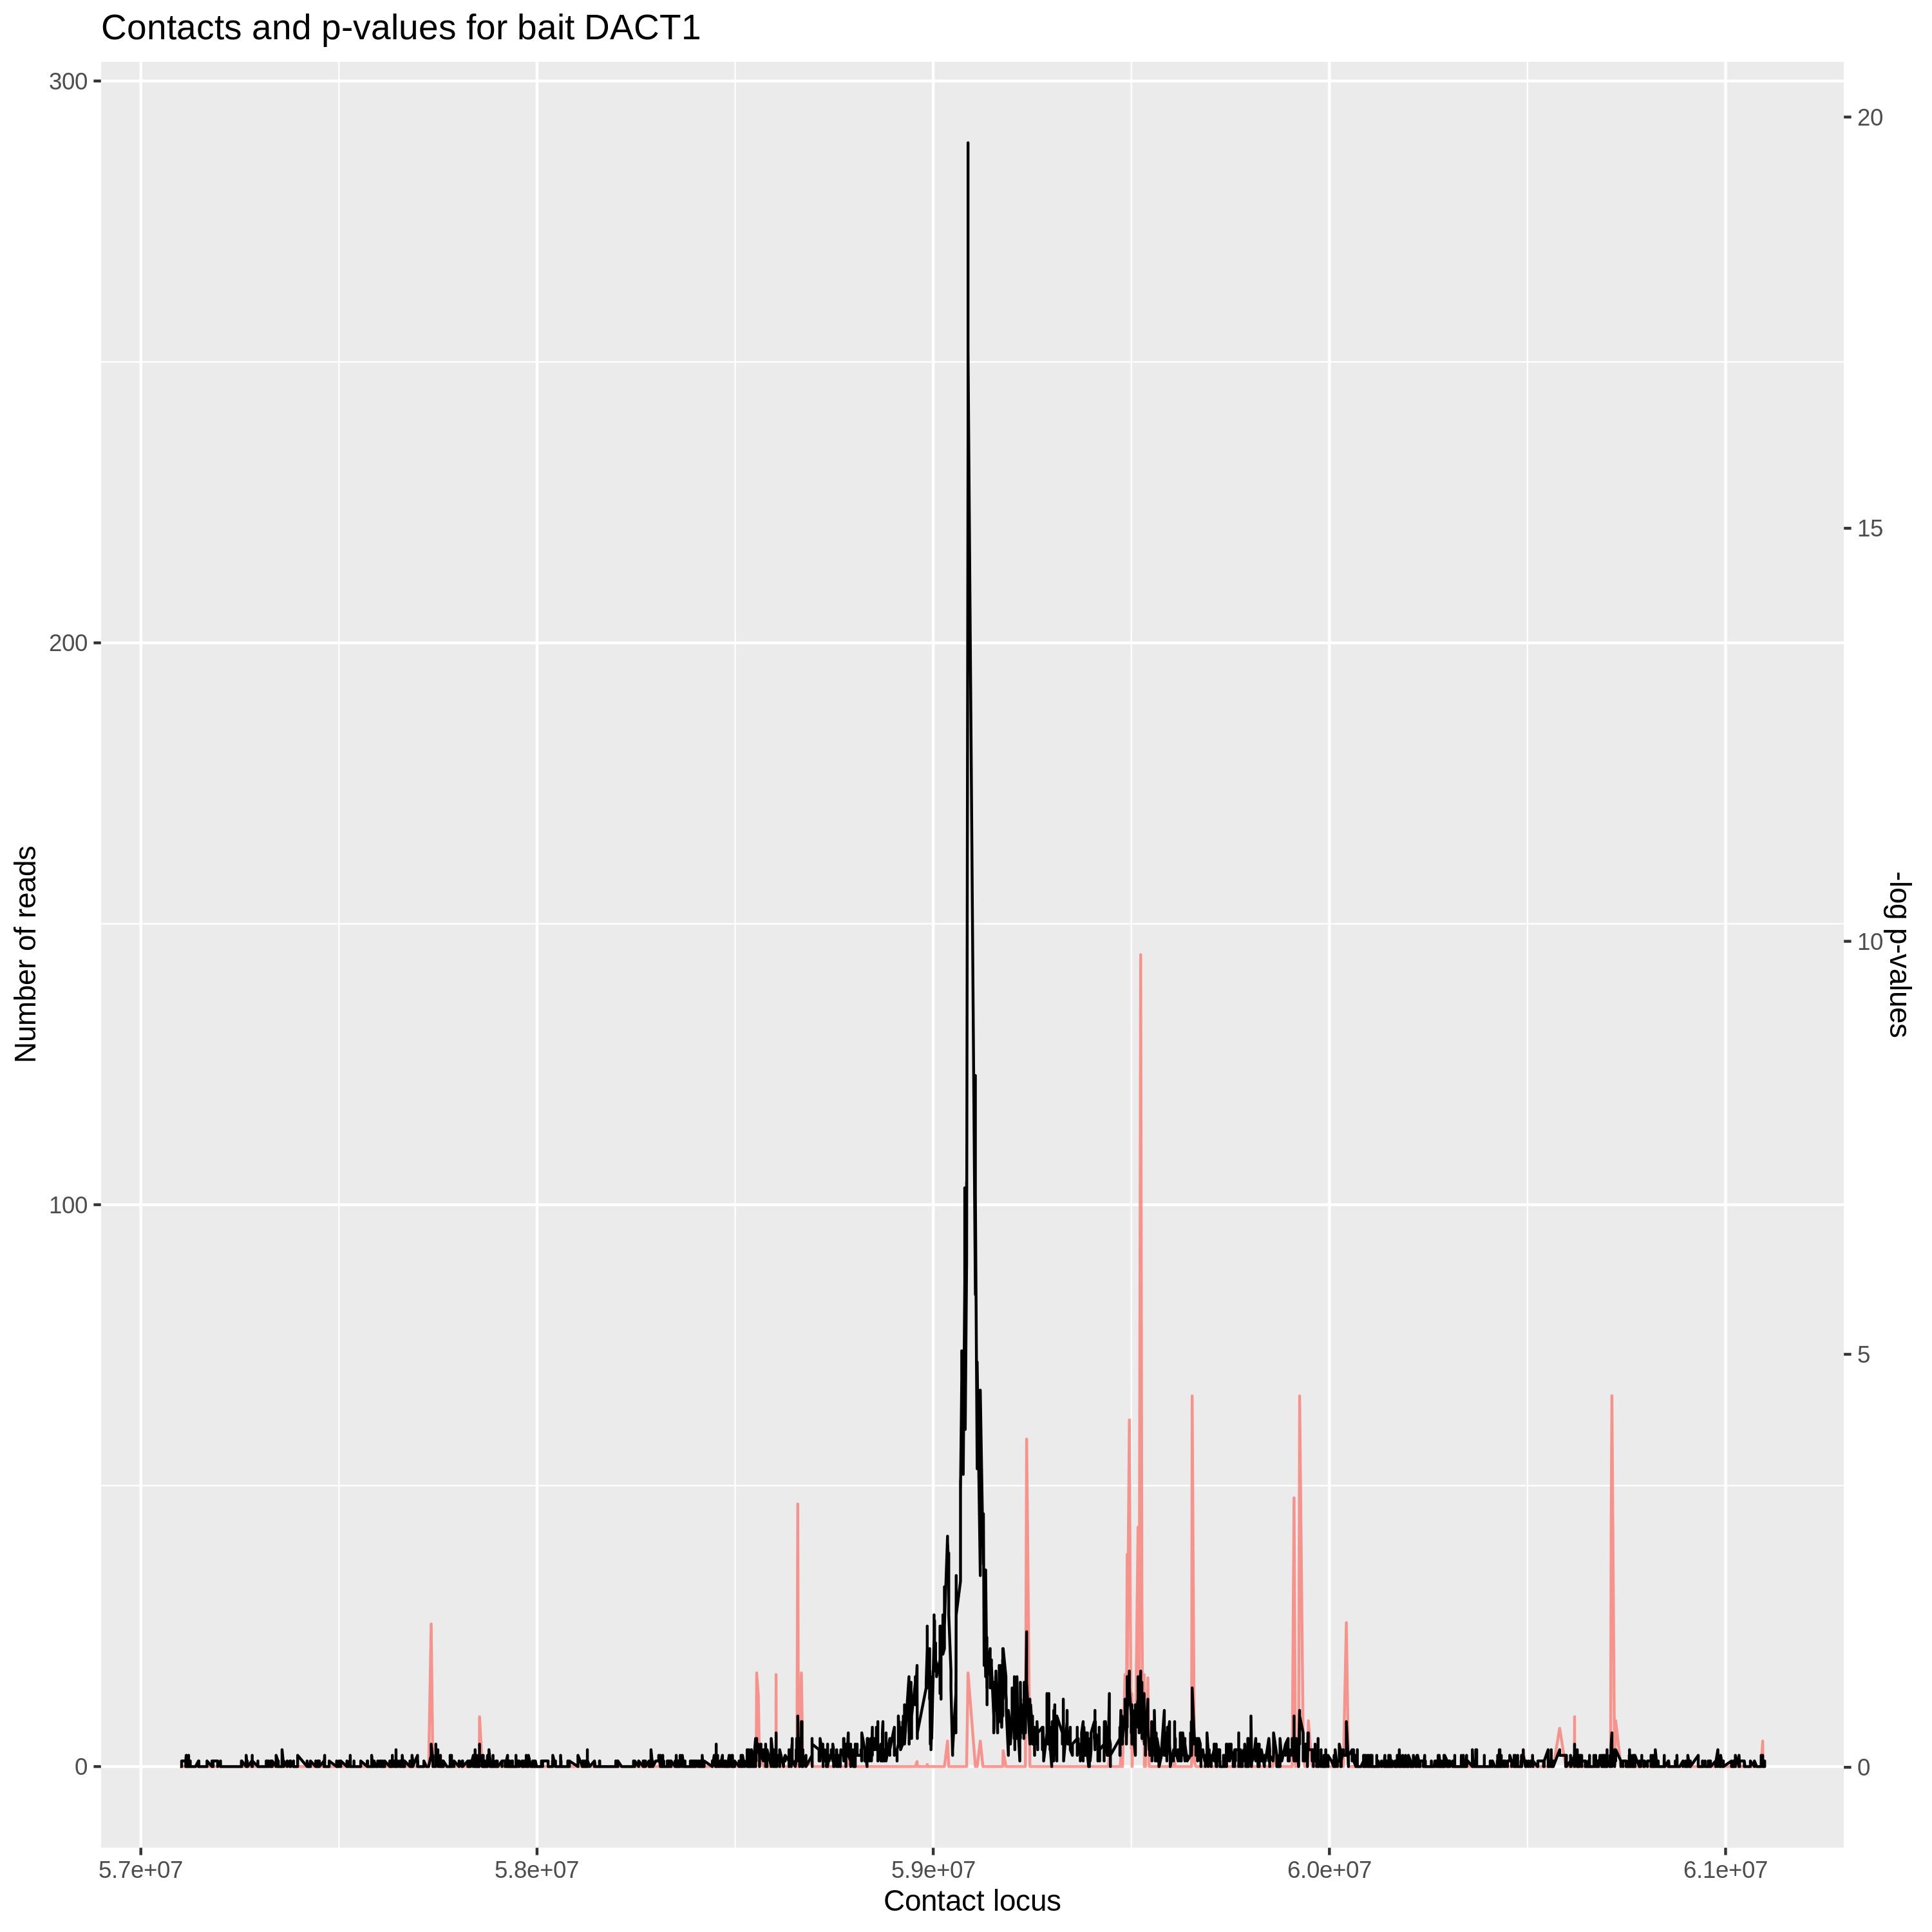 Contacts and p-values for bait DACT1
300
200
100
0
Number of reads
20
15
10
5
0
-log p-values
5.7e+07 5.8e+07 5.9e+07 6.0e+07 6.1e+07
Contact locus